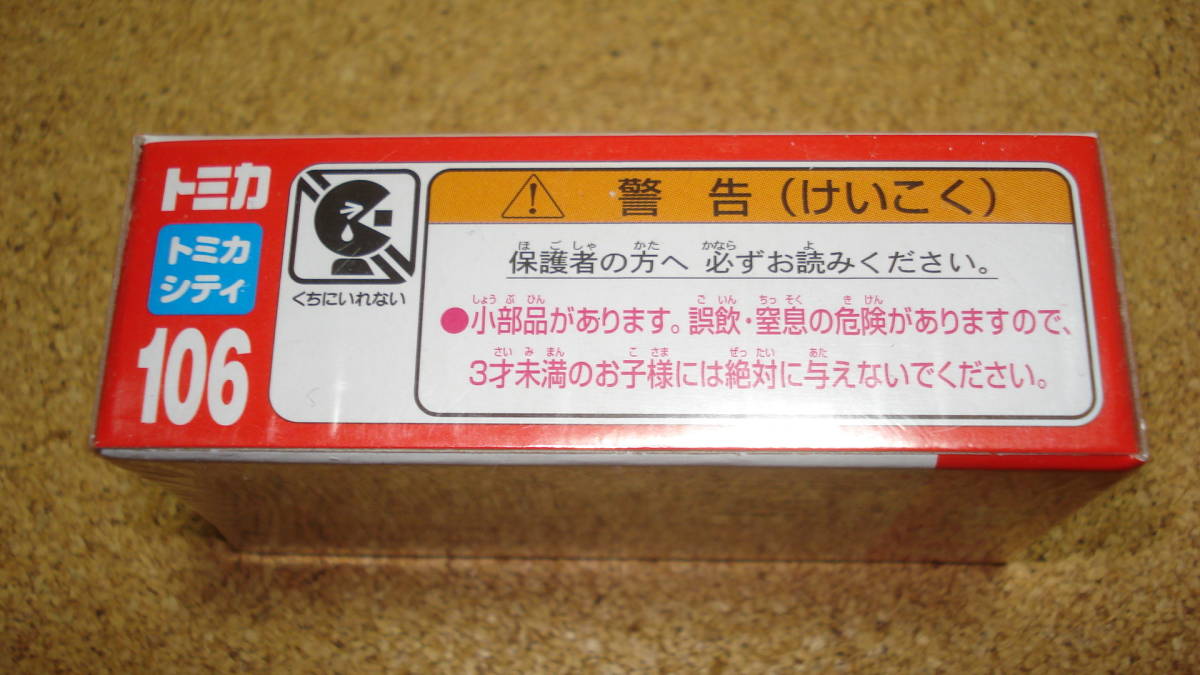 トミカ
トミカ
シティ
106
くちにいれない
警告（けいこく）
ほごしゃ かた かなら よ
保護者の方へ 必ずお読みください。
しょうぶひん ごいん ちっそく きけん
●小部品があります。誤飲・窒息の危険がありますので、
さいみまん こさま ぜったい あた
3才未満のお子様には絶対に与えないでください。